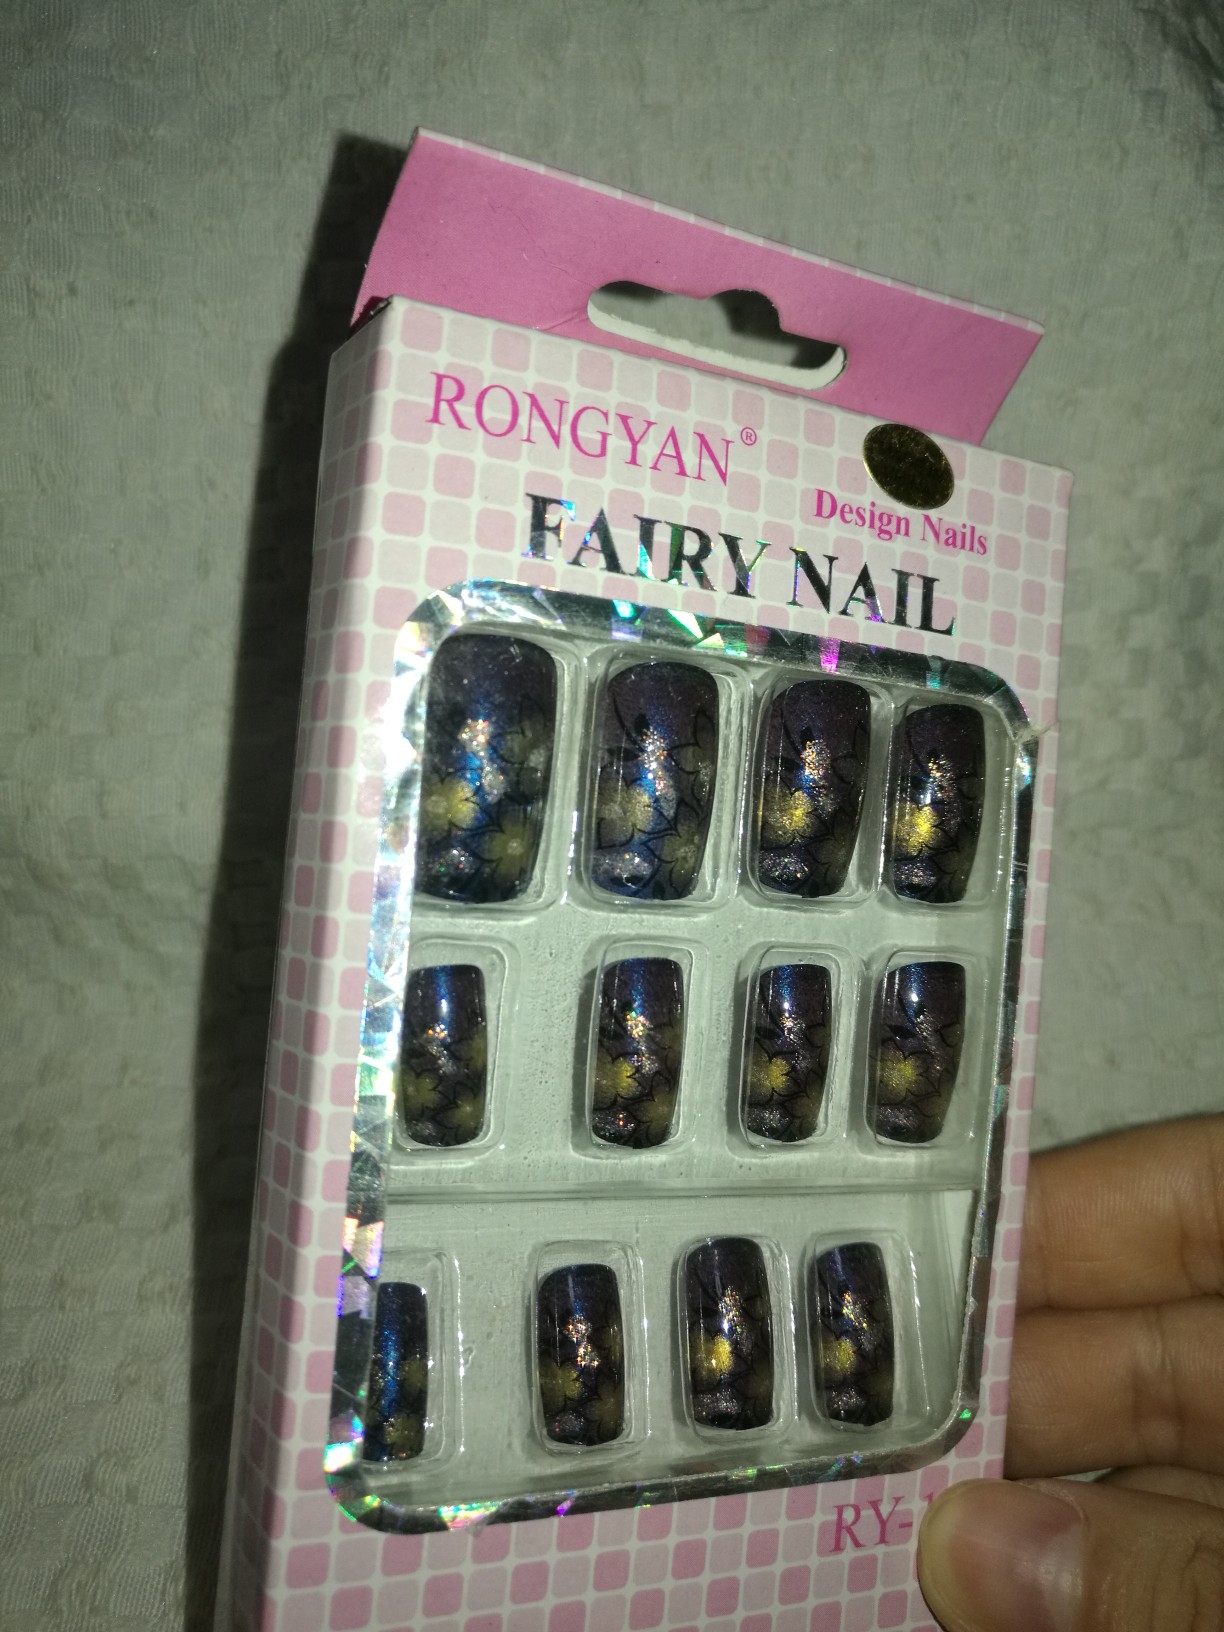 RONGYAN®
Design Nails
FAIRY NAIL
RY-